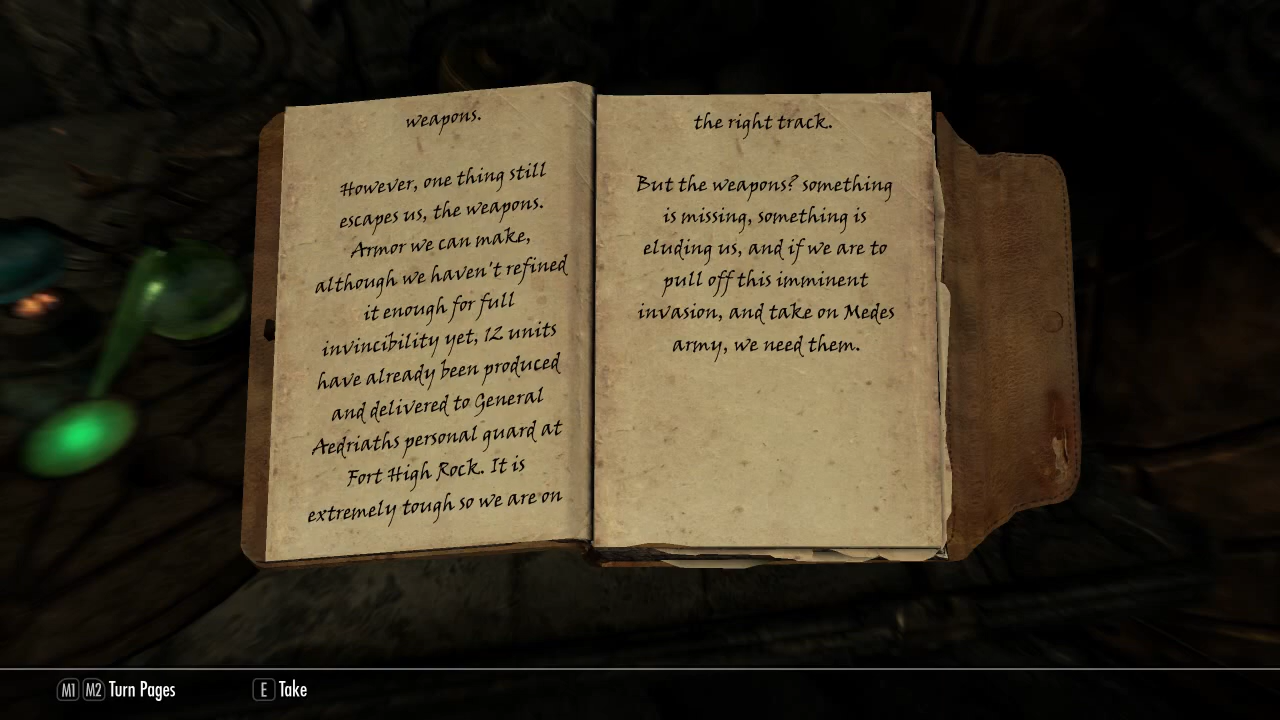 weapons.
However, one thing still
escapes us, the weapons.
Armor we can make,
although we haven't refined
it enough for full
invincibility yet, 12 units
have already been produced
and delivered to General
Aedriaths personal guard at
Fort High Rock. It is
extremely tough so we are on
the right track.
But the weapons? something
is missing, something is
eluding us, and if we are to
pull off this imminent
invasion, and take on Medes
army, we need them.
M1 M2 Turn Pages E Take